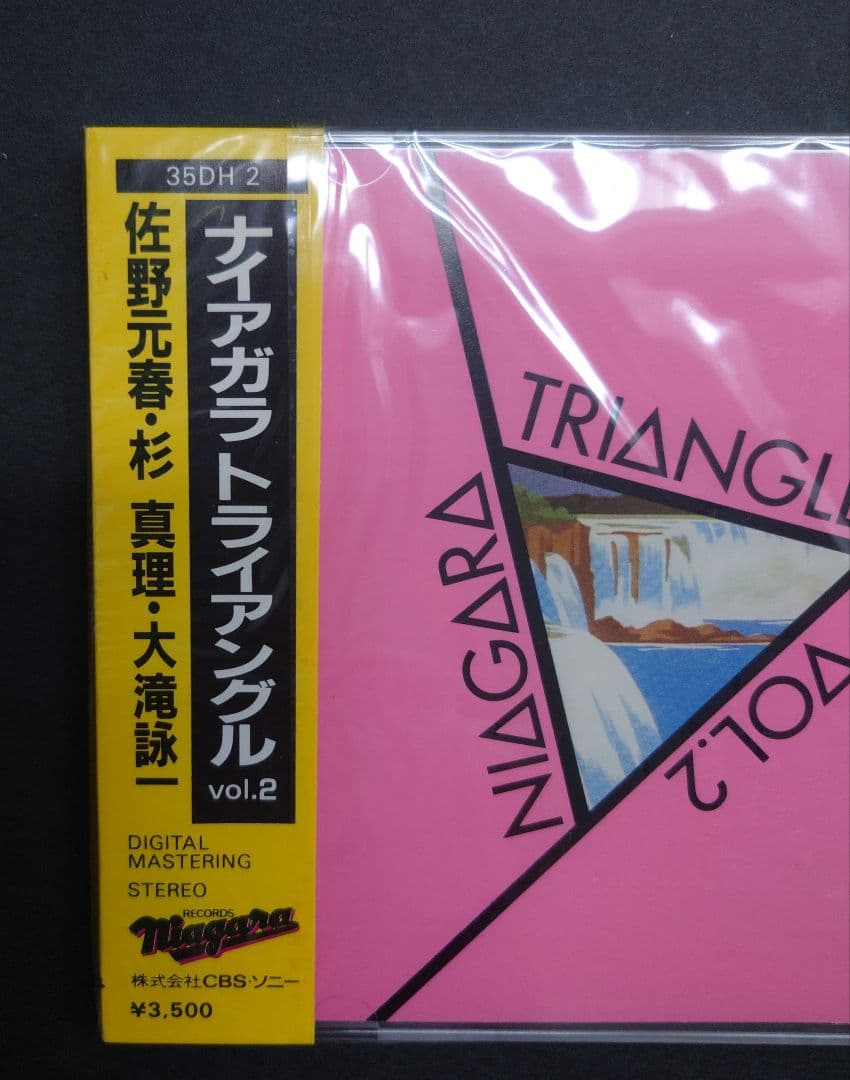 35DH 2
ナイアガラ トライアングル
vol.2
佐野元春・杉 真理・大滝詠一
DIGITAL
MASTERING
STEREO
RECORDS
Niagara
株式会社CBS・ソニー
¥3,500
NIAGARA
TRIANGLE
VOL.2